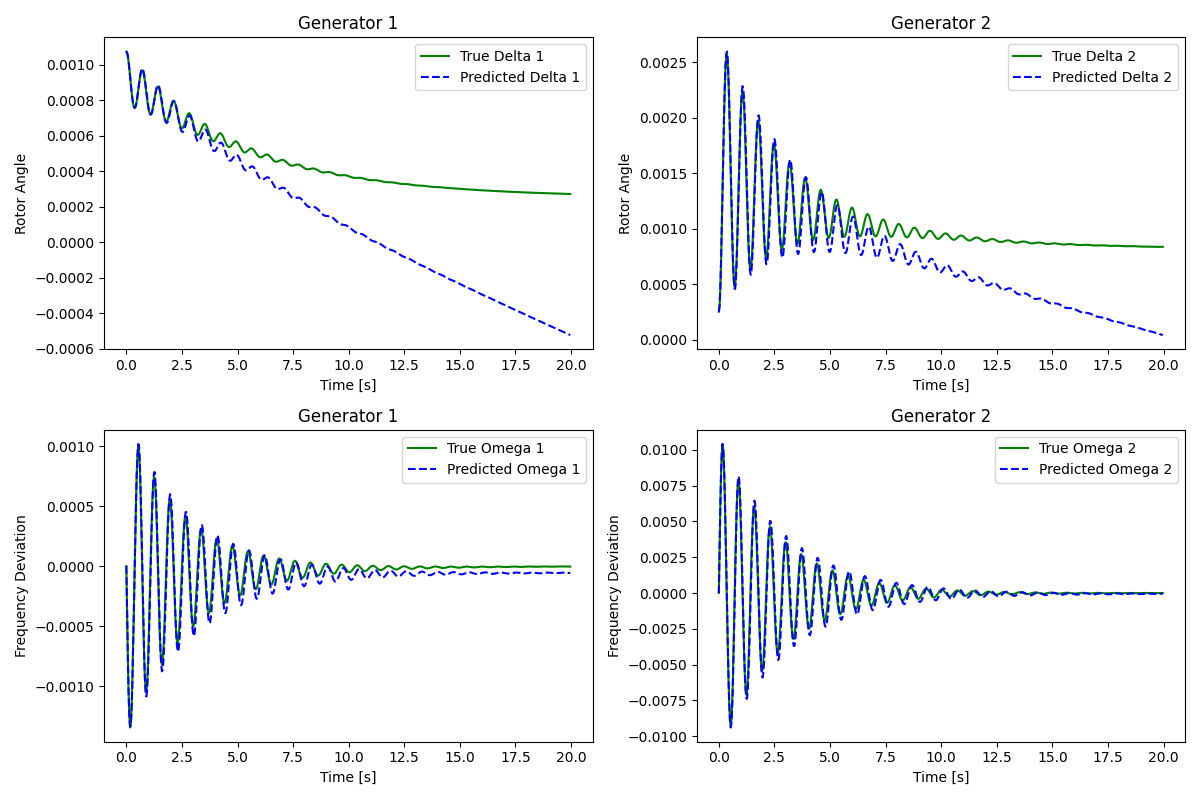 Generator 1
True Delta 1
Predicted Delta 1
Rotor Angle
0.0010
0.0008
0.0006
0.0004
0.0002
0.0000
−0.0002
−0.0004
−0.0006
0.0 2.5 5.0 7.5 10.0 12.5 15.0 17.5 20.0
Time [s]
Generator 2
True Delta 2
Predicted Delta 2
Rotor Angle
0.0025
0.0020
0.0015
0.0010
0.0005
0.0000
0.0 2.5 5.0 7.5 10.0 12.5 15.0 17.5 20.0
Time [s]
Generator 1
True Omega 1
Predicted Omega 1
Frequency Deviation
0.0010
0.0005
0.0000
−0.0005
−0.0010
0.0 2.5 5.0 7.5 10.0 12.5 15.0 17.5 20.0
Time [s]
Generator 2
True Omega 2
Predicted Omega 2
Frequency Deviation
0.0100
0.0075
0.0050
0.0025
0.0000
−0.0025
−0.0050
−0.0075
−0.0100
0.0 2.5 5.0 7.5 10.0 12.5 15.0 17.5 20.0
Time [s]